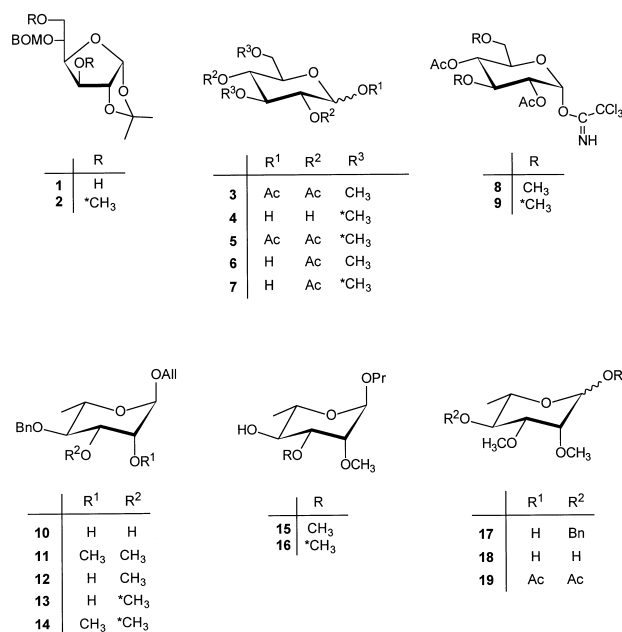 RO
BOMO
O
RO
O
O
R
1 H
2 *CH₃
R³O
R²O
R³O
O
OR¹
OR²
R¹ R² R³
3 Ac Ac CH₃
4 H H *CH₃
5 Ac Ac *CH₃
6 H Ac CH₃
7 H Ac *CH₃
RO
AcO
RO
O
AcO
O
CCl₃
NH
R
8 CH₃
9 *CH₃
OAll
O
BnO
R²O
OR¹
R¹ R²
10 H H
11 CH₃ CH₃
12 H CH₃
13 H *CH₃
14 CH₃ *CH₃
OPr
O
HO
RO
OCH₃
R
15 CH₃
16 *CH₃
OR
O
R²O
H₃CO
OCH₃
R¹ R²
17 H Bn
18 H H
19 Ac Ac